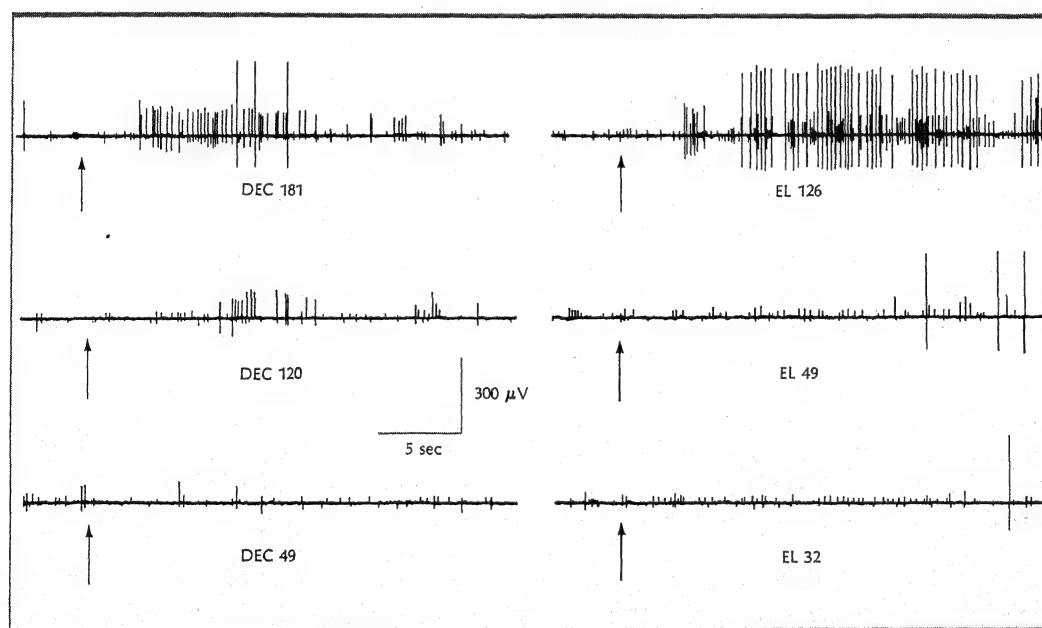 DEC 181
EL 126
DEC 120
EL 49
300 μV
5 sec
DEC 49
EL 32